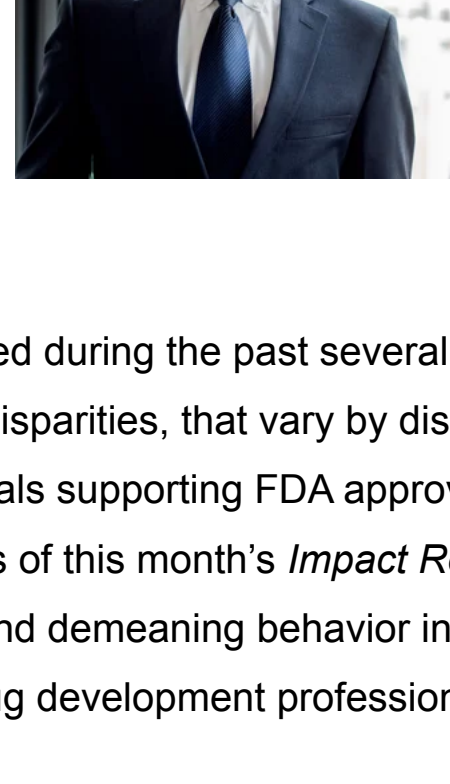 ed during the past several
isparities, that vary by dis
als supporting FDA approv
s of this month’s Impact R
nd demeaning behavior in
g development profession